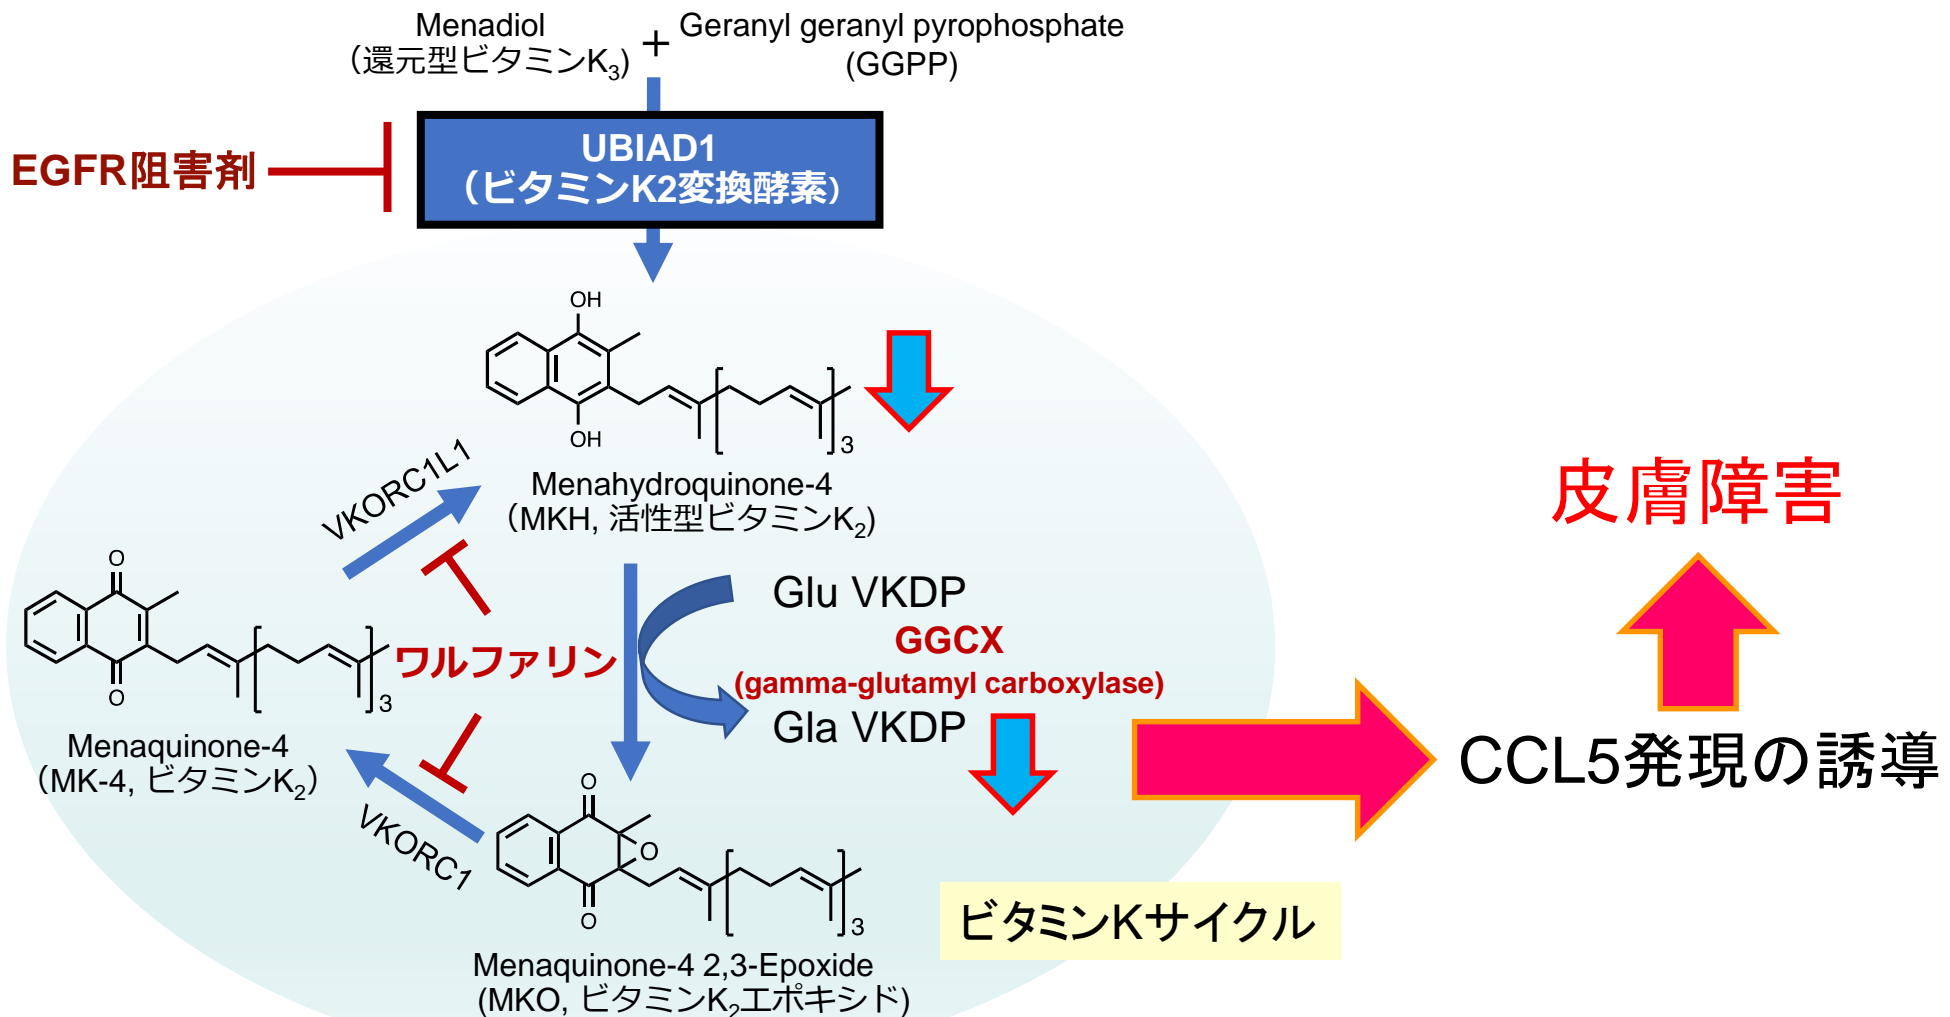 Menadiol
（還元型ビタミンK3)
+
Geranyl geranyl pyrophosphate
(GGPP)
EGFR阻害剤
UBIAD1
（ビタミンK2変換酵素）
OH
OH
3
Menahydroquinone-4
（MKH, 活性型ビタミンK2)
VKORC1L1
O
O
3
Menaquinone-4
（MK-4, ビタミンK2）
ワルファリン
Glu VKDP
GGCX
(gamma-glutamyl carboxylase)
Gla VKDP
VKORC1
O
O
O
3
Menaquinone-4 2,3-Epoxide
(MKO, ビタミンK2エポキシド)
ビタミンKサイクル
皮膚障害
CCL5発現の誘導